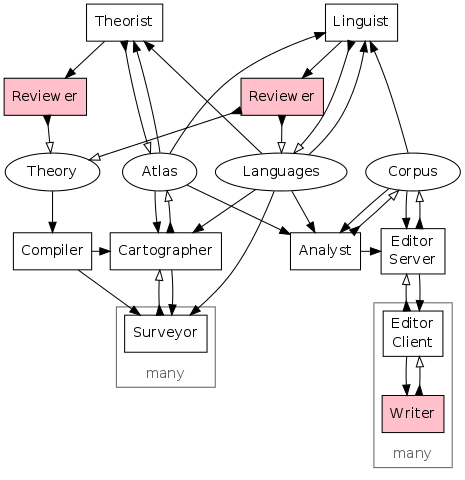 Theorist
Linguist
Reviewer
Reviewer
Theory
Atlas
Languages
Corpus
Compiler
Cartographer
Analyst
Editor
Server
Surveyor
many
Editor
Client
Writer
many